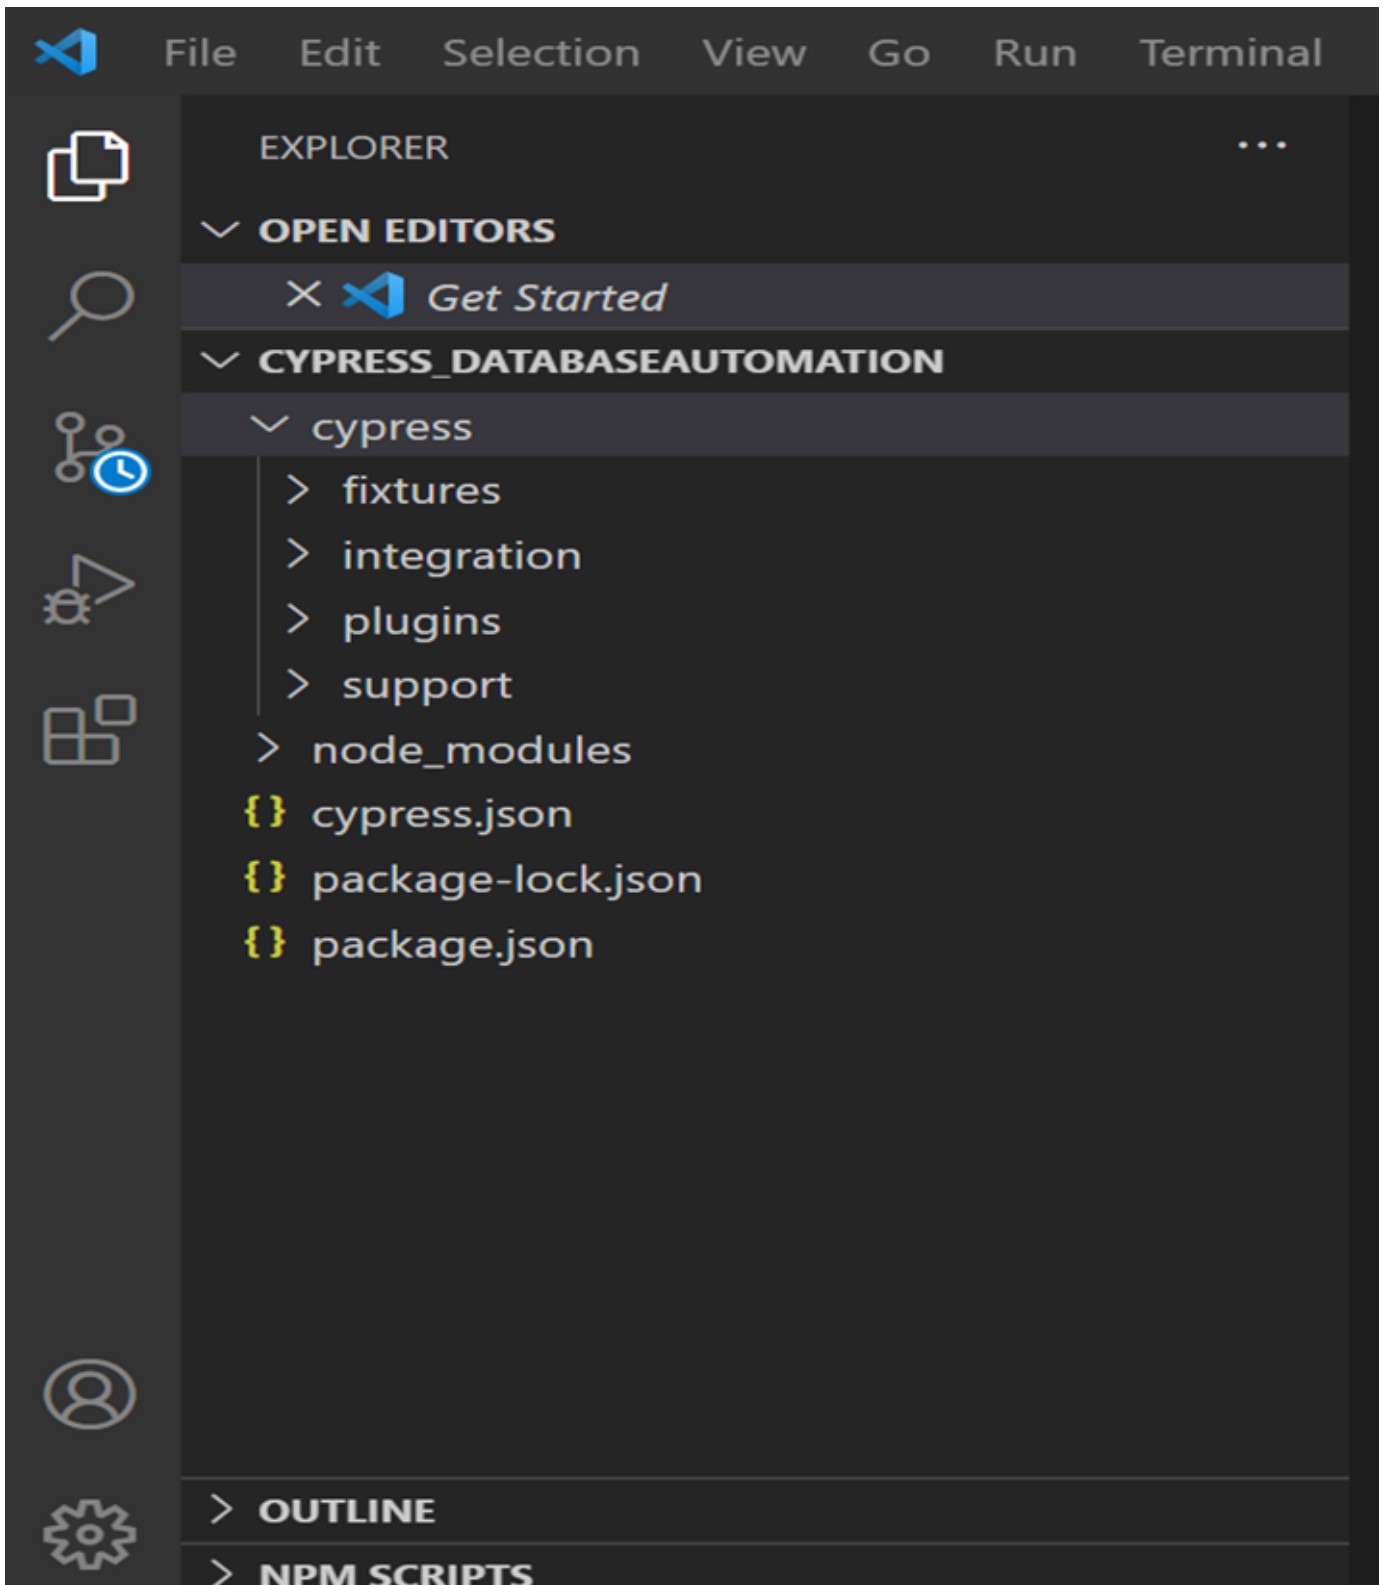 File Edit Selection View Go Run Terminal
EXPLORER
OPEN EDITORS
Get Started
CYPRESS_DATABASEAUTOMATION
cypress
fixtures
integration
plugins
support
node_modules
cypress.json
package-lock.json
package.json
OUTLINE
NPM SCRIPTS